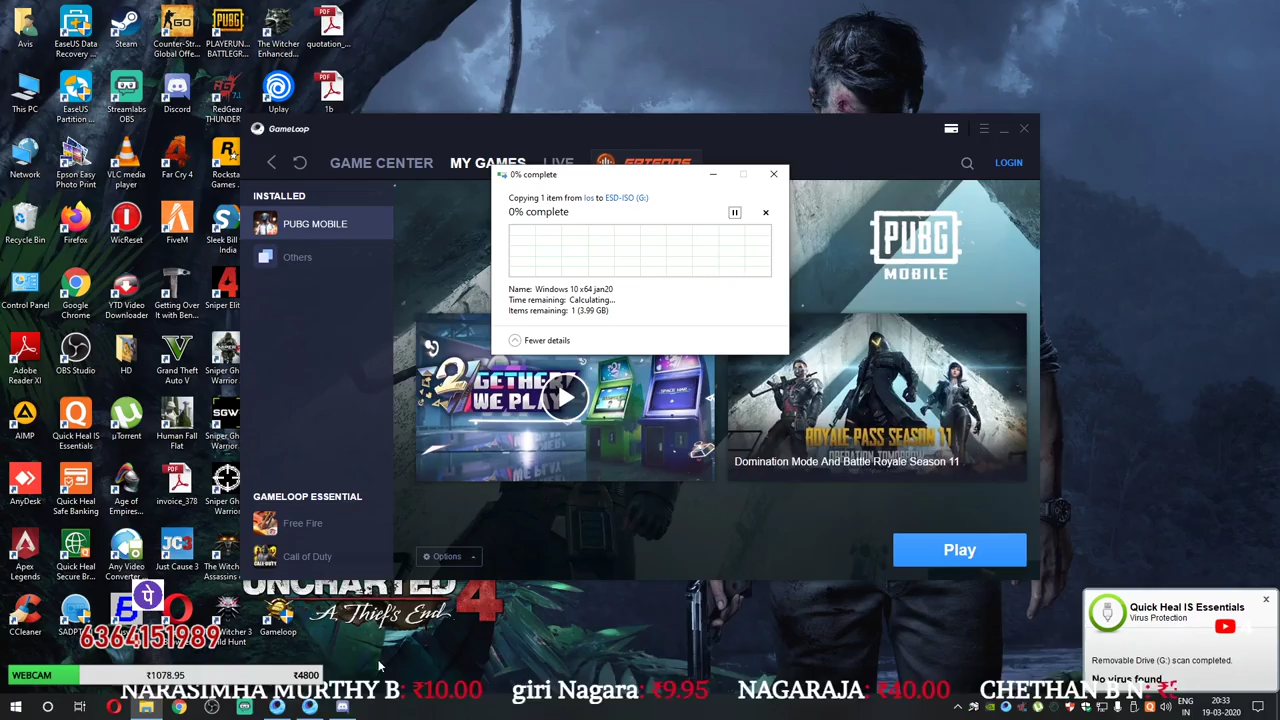 Avis
EaseUS Data Recovery ...
Steam
Counter-Str... Global Offe...
PLAYERUN... BATTLEGR...
The Witcher Enhanced...
quotation_...
This PC
EaseUS Partition ...
Streamlabs OBS
Discord
RedGear THUNDER
Uplay
1b
Network
Epson Easy Photo Print
VLC media player
Far Cry 4
Rockstar Games ...
Recycle Bin
Firefox
WicReset
FiveM
Sleek Bill India
Control Panel
Google Chrome
YTD Video Downloader
Getting Over It with Ben...
Sniper Elit
Adobe Reader XI
OBS Studio
HD
Grand Theft Auto V
Sniper Gh Warrior
AIMP
Quick Heal IS Essentials
µTorrent
Human Fall Flat
Sniper Gh Warrior
AnyDesk
Quick Heal Safe Banking
Age of Empires...
invoice_378
Sniper Gh Warrior
Apex Legends
Quick Heal Secure Br...
Any Video Converter...
Just Cause 3
Assassins
CCleaner
SADPT
Gameloop
GameLoop
GAME CENTER
MY GAMES
LIVE
LOGIN
INSTALLED
PUBG MOBILE
Others
GAMELOOP ESSENTIAL
Free Fire
Call of Duty
0% complete
Copying 1 item from Ios to ESD-ISO (G:)
0% complete
Name: Windows 10 x64 jan20
Time remaining: Calculating...
Items remaining: 1 (3.99 GB)
Fewer details
PUBG
MOBILE
2GETHER
WE PLAY
SPACE
ROYALE PASS SEASON 11
OPERATION TOMORROW
Domination Mode And Battle Royale Season 11
Options
Play
UNCHARTED 4
A Thief's End
पे
6364151989
WEBCAM
₹1078.95
₹4800
NARASIMHA MURTHY B: ₹10.00 giri Nagara: ₹9.95 NAGARAJA: ₹40.00 CHETHAN B N:
Quick Heal IS Essentials
Virus Protection
Removable Drive (G:) scan completed.
No virus found
ENG
IN
20:33
19-03-2020